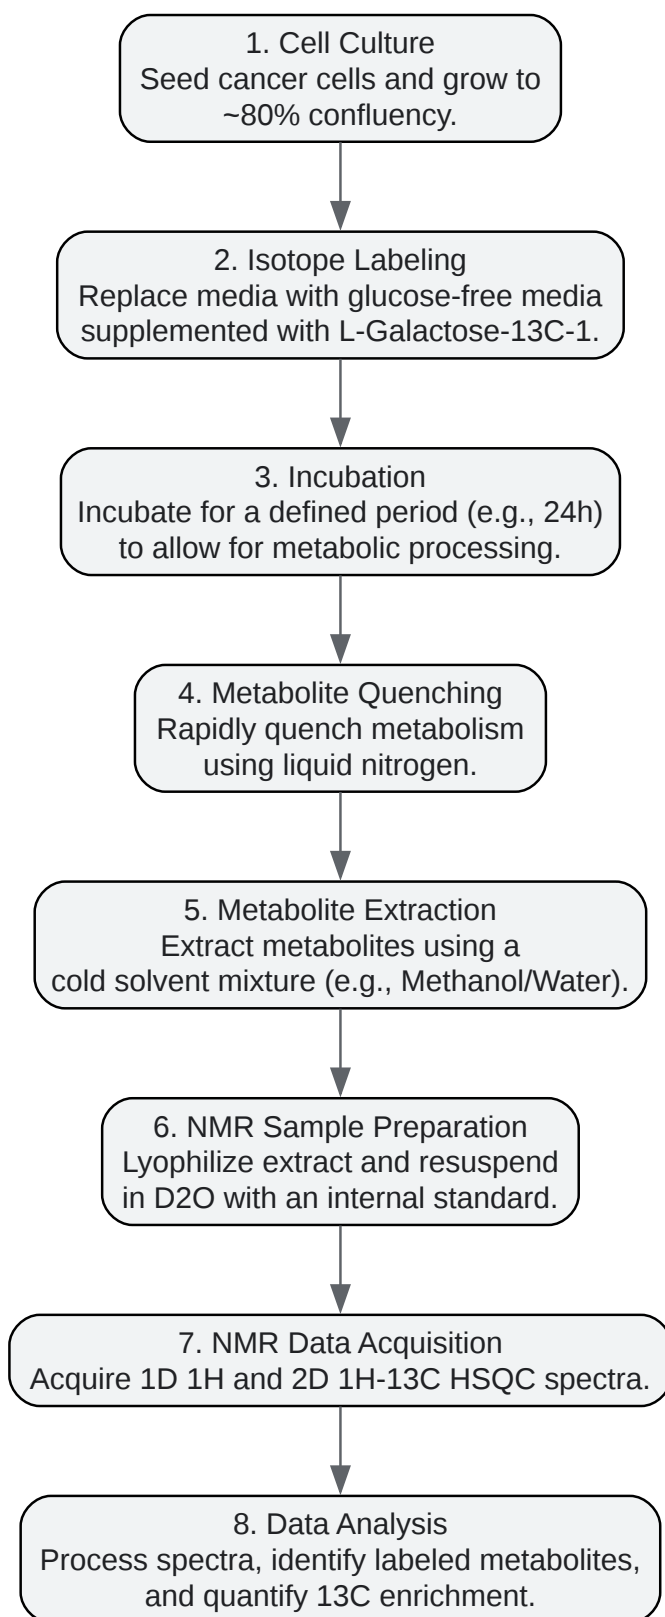 1. Cell Culture
Seed cancer cells and grow to
~80% confluency.
2. Isotope Labeling
Replace media with glucose-free media
supplemented with L-Galactose-13C-1.
3. Incubation
Incubate for a defined period (e.g., 24h)
to allow for metabolic processing.
4. Metabolite Quenching
Rapidly quench metabolism
using liquid nitrogen.
5. Metabolite Extraction
Extract metabolites using a
cold solvent mixture (e.g., Methanol/Water).
6. NMR Sample Preparation
Lyophilize extract and resuspend
in D2O with an internal standard.
7. NMR Data Acquisition
Acquire 1D 1H and 2D 1H-13C HSQC spectra.
8. Data Analysis
Process spectra, identify labeled metabolites,
and quantify 13C enrichment.